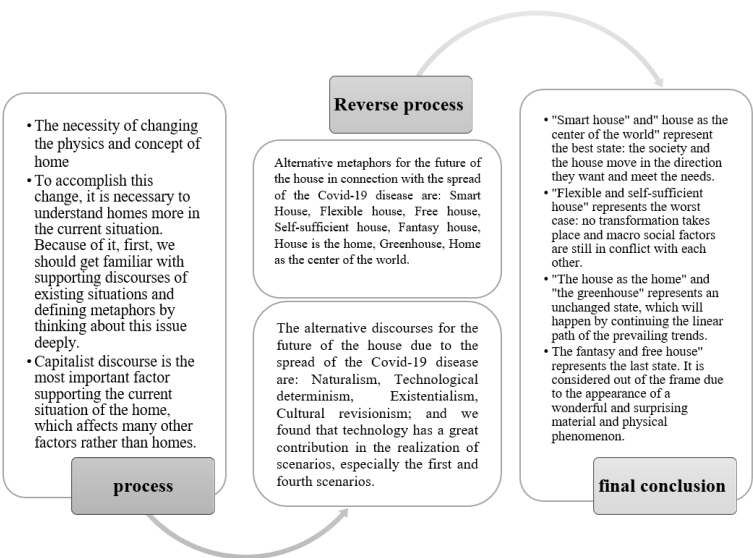 • The necessity of changing
the physics and concept of
home
• To accomplish this
change, it is necessary to
understand homes more in
the current situation.
Because of it, first, we
should get familiar with
supporting discourses of
existing situations and
defining metaphors by
thinking about this issue
deeply.
• Capitalist discourse is the
most important factor
supporting the current
situation of the home,
which affects many other
factors rather than homes.
process
Reverse process
Alternative metaphors for the future of
the house in connection with the spread
of the Covid-19 disease are: Smart
House, Flexible house, Free house,
Self-sufficient house, Fantasy house,
House is the home, Greenhouse, Home
as the center of the world.
The alternative discourses for the
future of the house due to the
spread of the Covid-19 disease
are: Naturalism, Technological
determinism, Existentialism,
Cultural revisionism; and we
found that technology has a great
contribution in the realization of
scenarios, especially the first and
fourth scenarios.
• "Smart house" and" house as the
center of the world" represent
the best state: the society and
the house move in the direction
they want and meet the needs.
• "Flexible and self-sufficient
house" represents the worst
case: no transformation takes
place and macro social factors
are still in conflict with each
other.
• "The house as the home" and
"the greenhouse" represents an
unchanged state, which will
happen by continuing the linear
path of the prevailing trends.
• The fantasy and free house"
represents the last state. It is
considered out of the frame due
to the appearance of a
wonderful and surprising
material and physical
phenomenon.
final conclusion